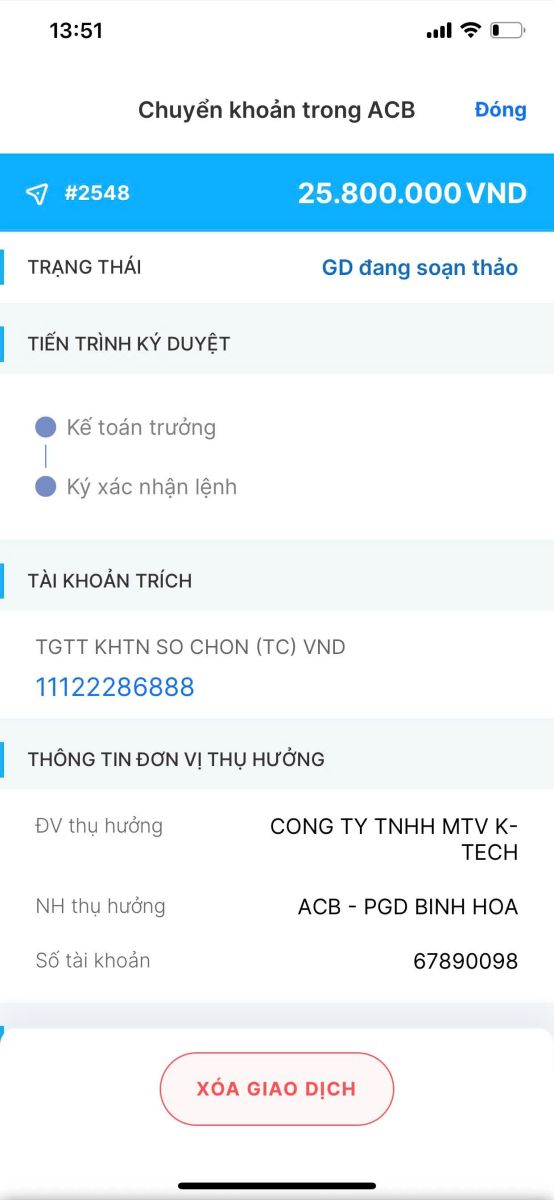 13:51
Chuyển khoản trong ACB
Đóng
#2548
25.800.000 VND
TRẠNG THÁI
GD đang soạn thảo
TIẾN TRÌNH KÝ DUYỆT
Kế toán trưởng
Ký xác nhận lệnh
TÀI KHOẢN TRÍCH
TGTT KHTN SO CHON (TC) VND
11122286888
THÔNG TIN ĐƠN VỊ THỤ HƯỞNG
ĐV thụ hưởng
CONG TY TNHH MTV K-
TECH
NH thụ hưởng
ACB - PGD BINH HOA
Số tài khoản
67890098
XÓA GIAO DỊCH